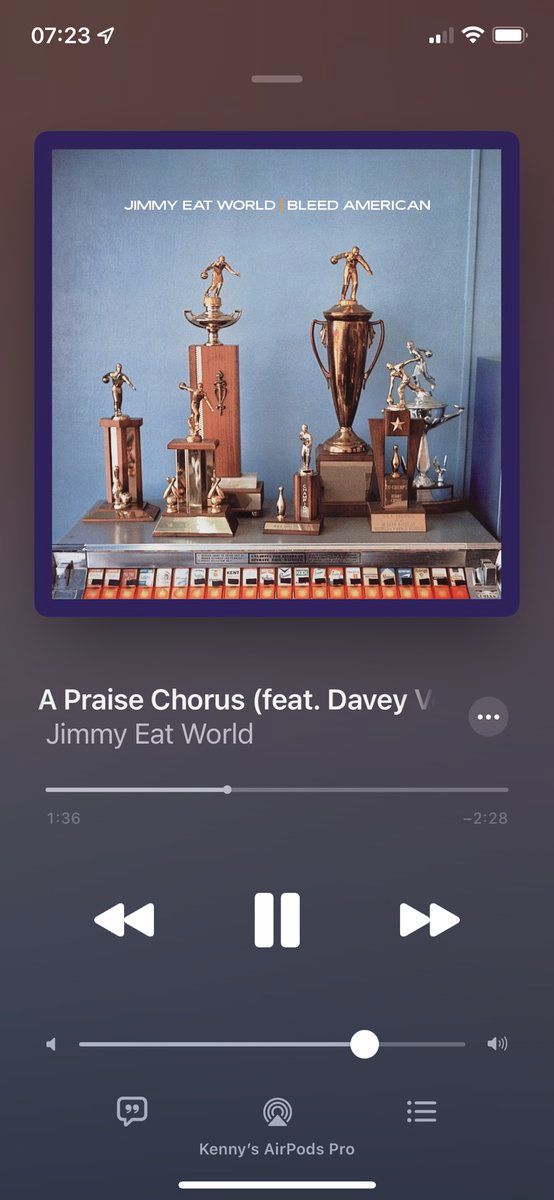 07:23
JIMMY EAT WORLD | BLEED AMERICAN
KENT
A Praise Chorus (feat. Davey V
Jimmy Eat World
1:36
−2:28
Kenny’s AirPods Pro